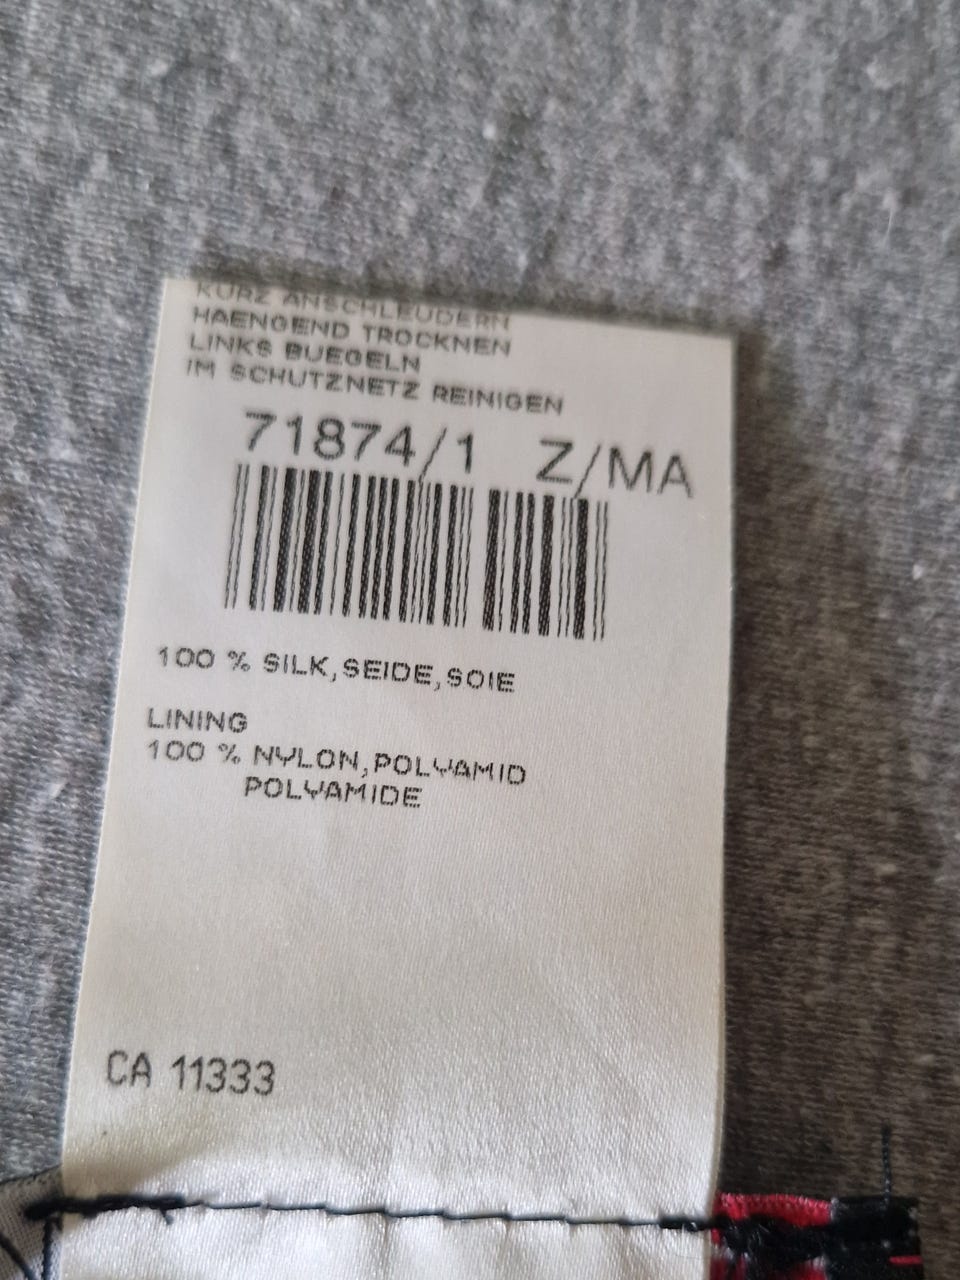 KURZ ANSCHLEUDERN
HAENGEND TROCKNEN
LINKS BUEGELN
IM SCHUTZNETZ REINIGEN
71874/1 Z/MA
100 % SILK,SEIDE,SOIE
LINING
100 % NYLON,POLYAMID
POLYAMIDE
CA 11333